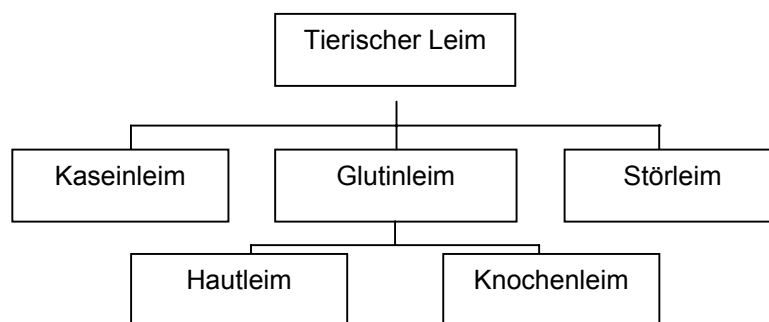 Tierischer Leim
Kaseinleim
Glutinleim
Störleim
Hautleim
Knochenleim